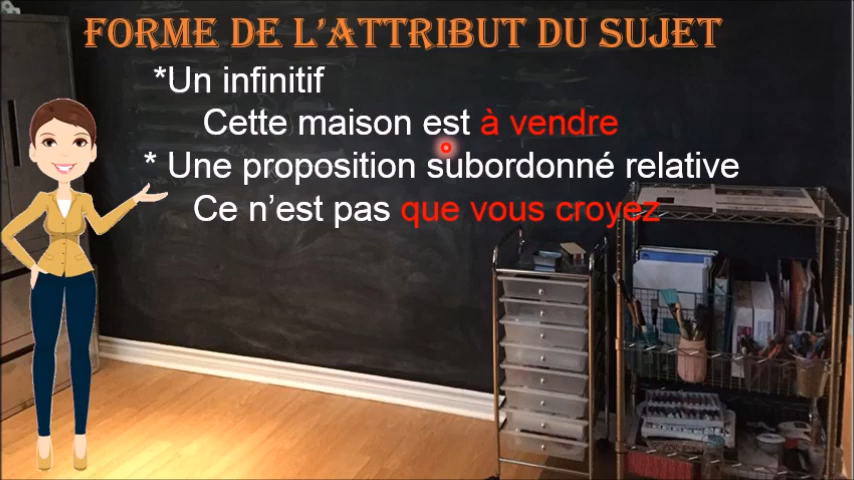 FORME DE L'ATTRIBUT DU SUJET
*Un infinitif
Cette maison est à vendre
* Une proposition subordonné relative
Ce n'est pas que vous croyez